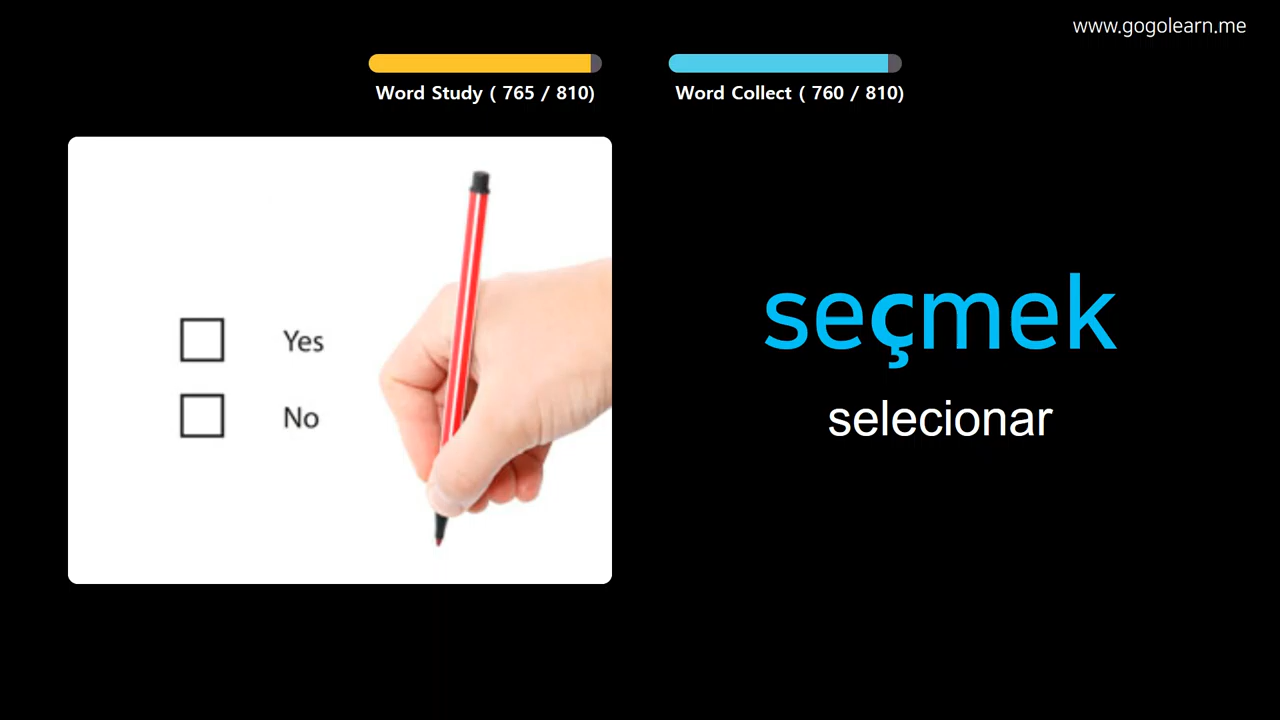 www.gogolearn.me
Word Study ( 765 / 810)
Word Collect ( 760 / 810)
Yes
No
seçmek
selecionar